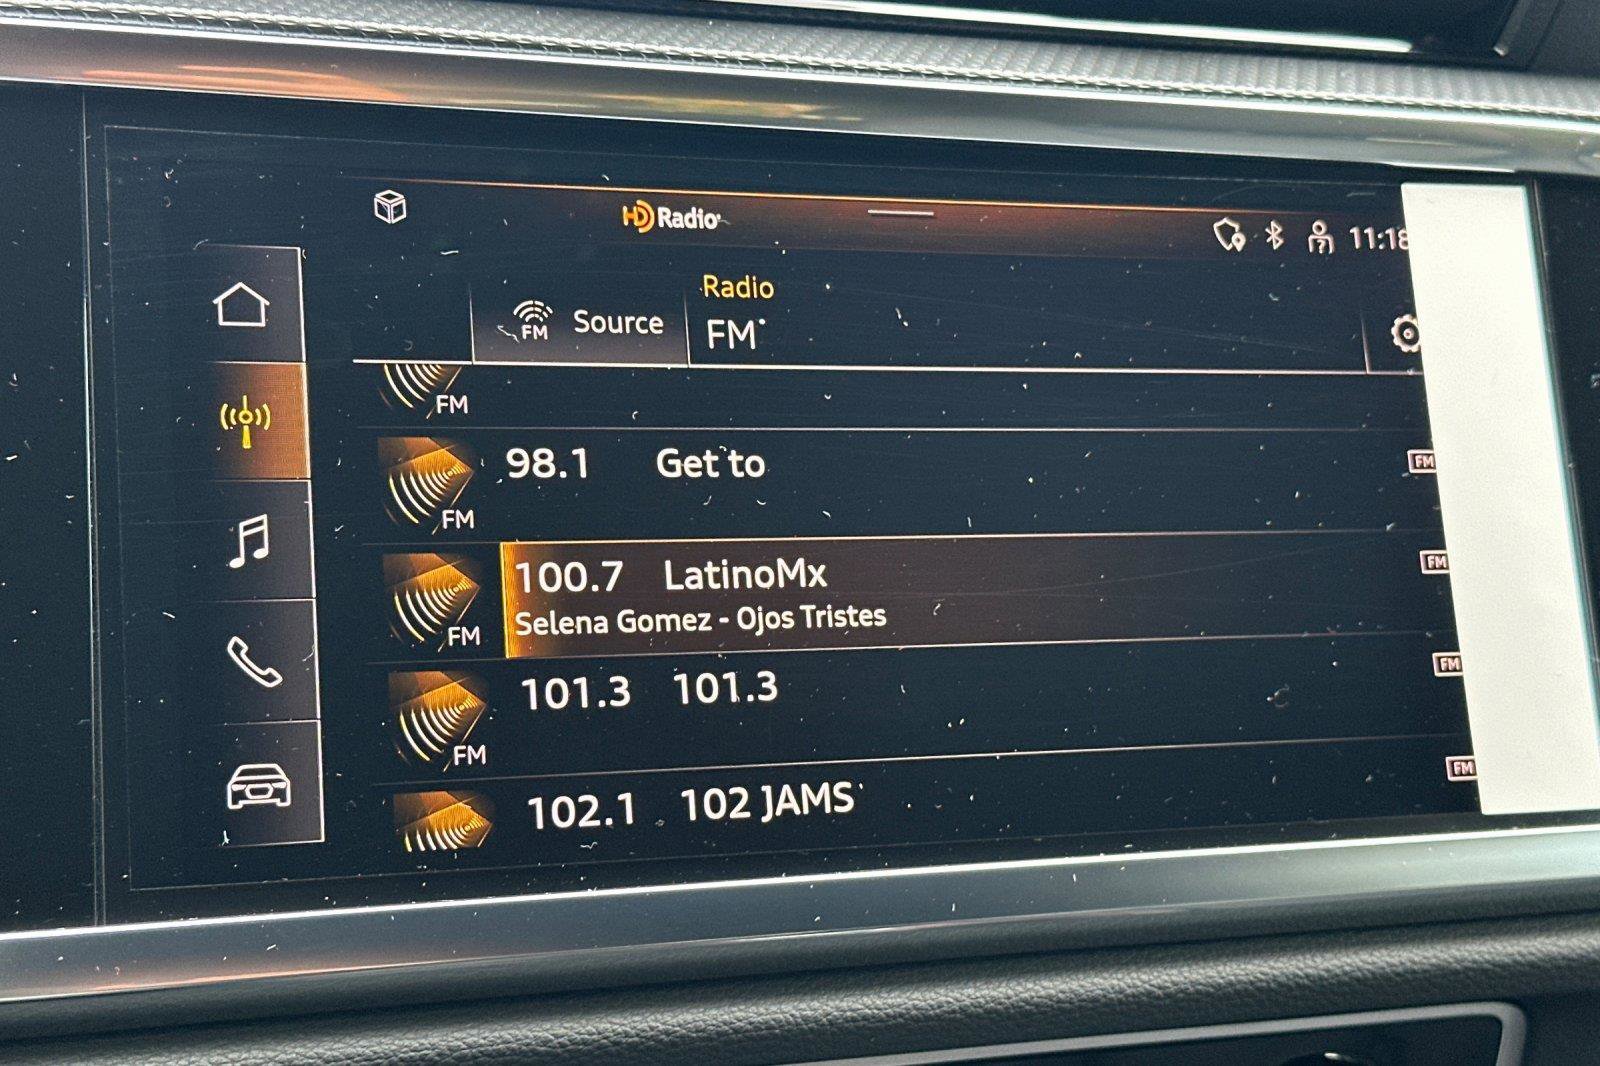 HD Radio
11:18
FM Source
Radio
FM
FM
98.1 Get to FM
FM
100.7 LatinoMx FM
Selena Gomez - Ojos Tristes
FM
101.3 101.3 FM
FM
102.1 102 JAMS FM